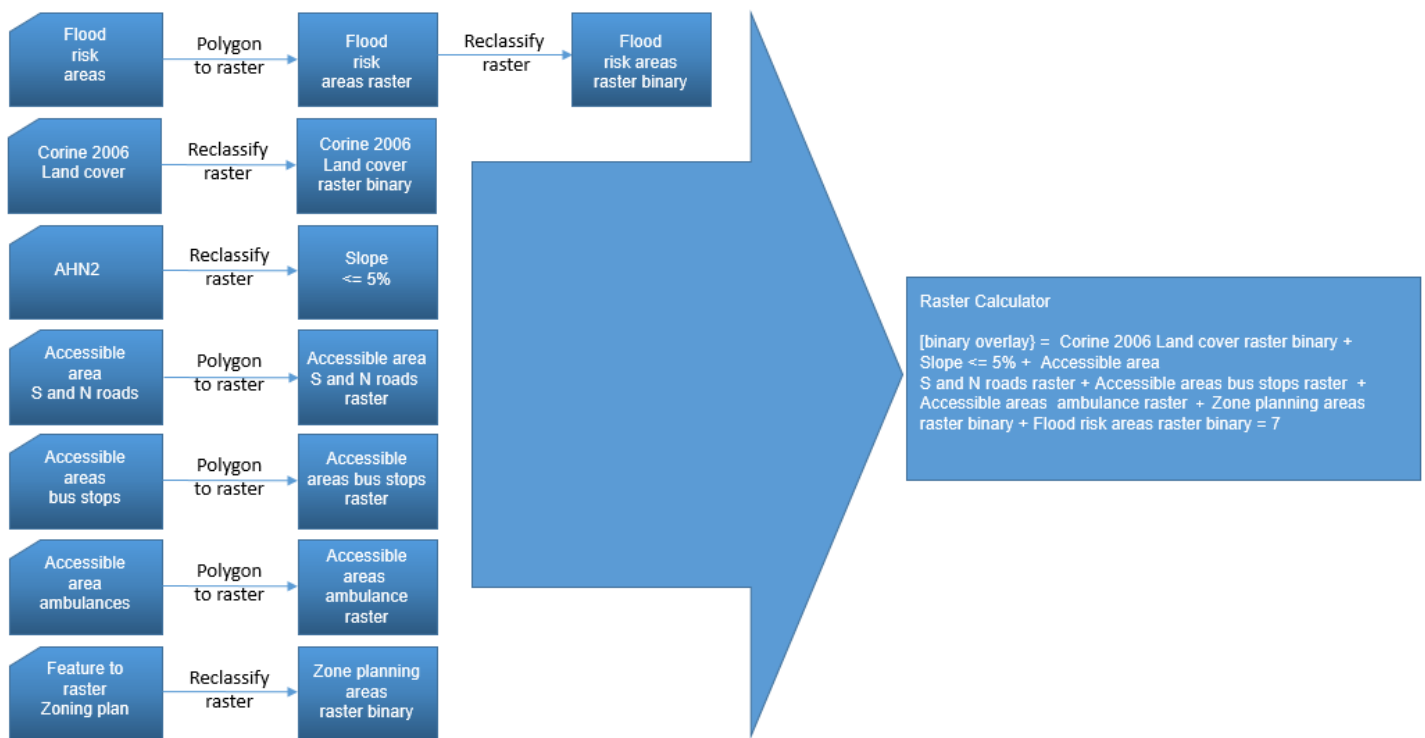 Flood
risk
areas
Polygon
to raster
Flood
risk
areas raster
Reclassify
raster
Flood
risk areas
raster binary
Corine 2006
Land cover
Reclassify
raster
Corine 2006
Land cover
raster binary
AHN2
Reclassify
raster
Slope
<= 5%
Accessible
area
S and N roads
Polygon
to raster
Accessible area
S and N roads
raster
Accessible
areas
bus stops
Polygon
to raster
Accessible
areas bus stops
raster
Accessible
area
ambulances
Polygon
to raster
Accessible
areas
ambulance
raster
Feature to
raster
Zoning plan
Reclassify
raster
Zone planning
areas
raster binary
Raster Calculator
[binary overlay} = Corine 2006 Land cover raster binary +
Slope <= 5% + Accessible area
S and N roads raster + Accessible areas bus stops raster +
Accessible areas ambulance raster + Zone planning areas
raster binary + Flood risk areas raster binary = 7